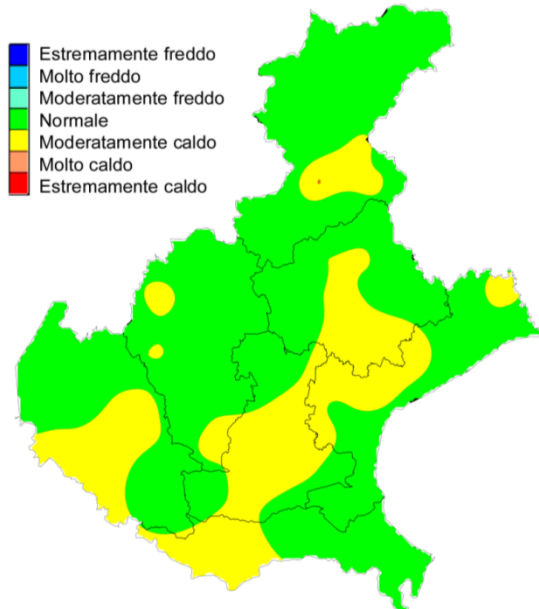 Estremamente freddo
Molto freddo
Moderatamente freddo
Normale
Moderatamente caldo
Molto caldo
Estremamente caldo